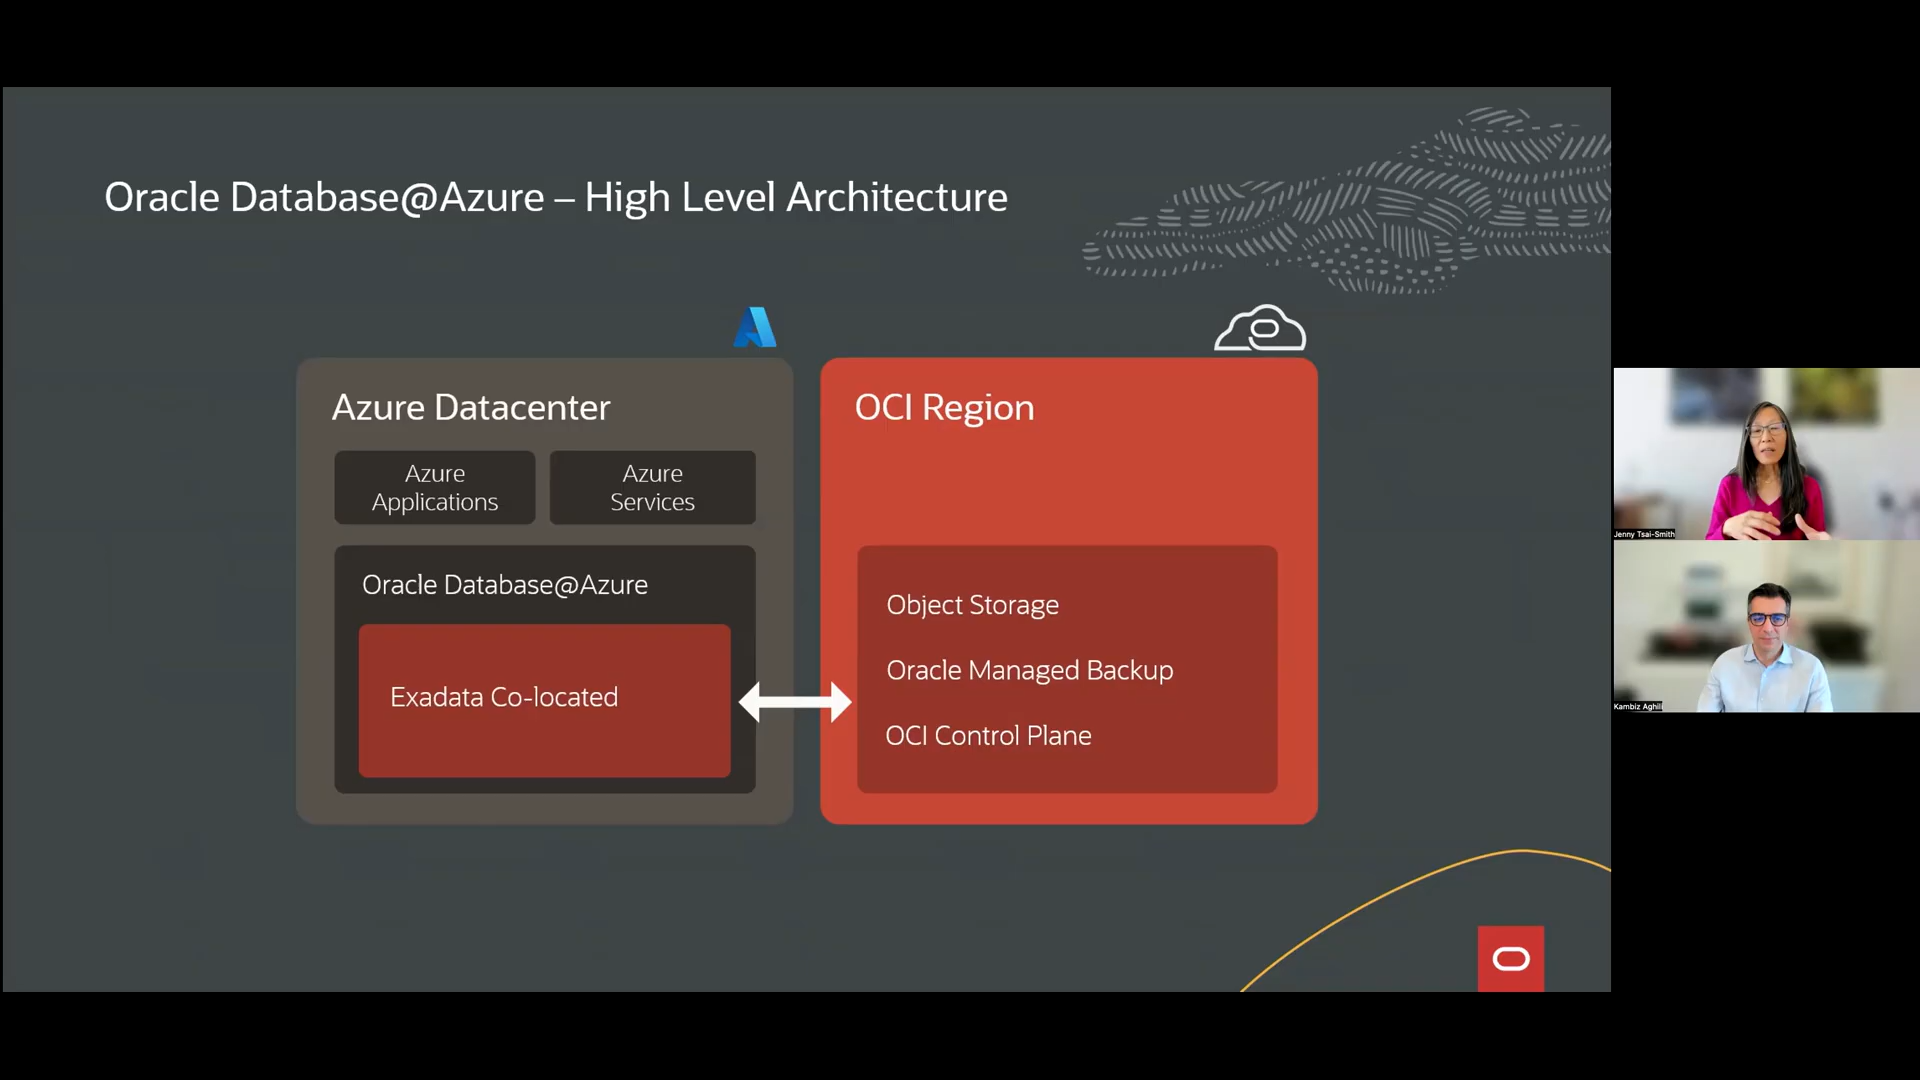 Oracle Database@Azure – High Level Architecture
Azure Datacenter
Azure
Applications
Azure
Services
Oracle Database@Azure
Exadata Co-located
OCI Region
Object Storage
Oracle Managed Backup
OCI Control Plane
Jenny Tsai-Smith
Kambiz Aghili